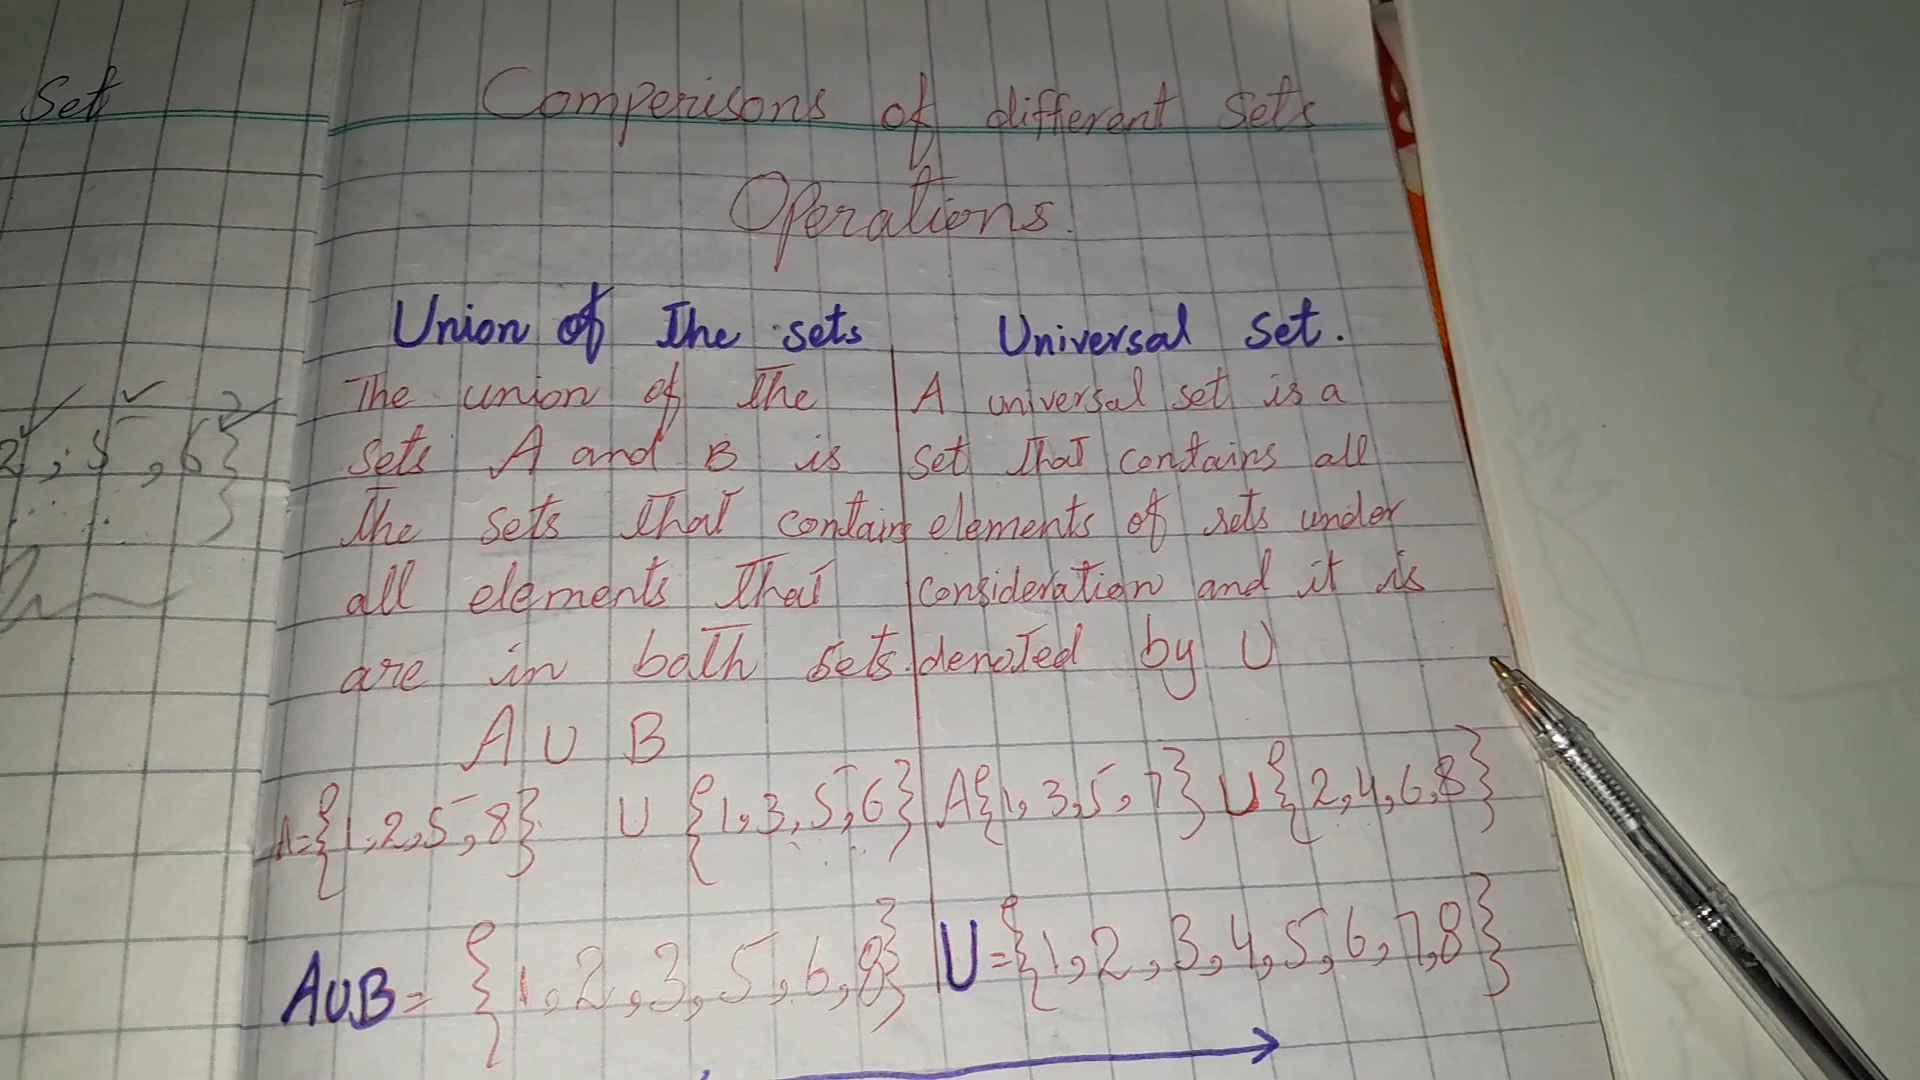 Set
2, 5, 6}
Comperisons of different Sets
Operations.
Union of The sets
The union of The
sets A and B is
The sets That contains
all elements That
are in both sets.
A U B
A={1,2,5,8} U {1,3,5,6}
AUB= {1,2,3,5,6,8}
Universal Set.
A universal set is a
set That contains all
elements of sets under
consideration and it is
denoted by U
A{1,3,5,7} U{2,4,6,8}
U={1,2,3,4,5,6,7,8}